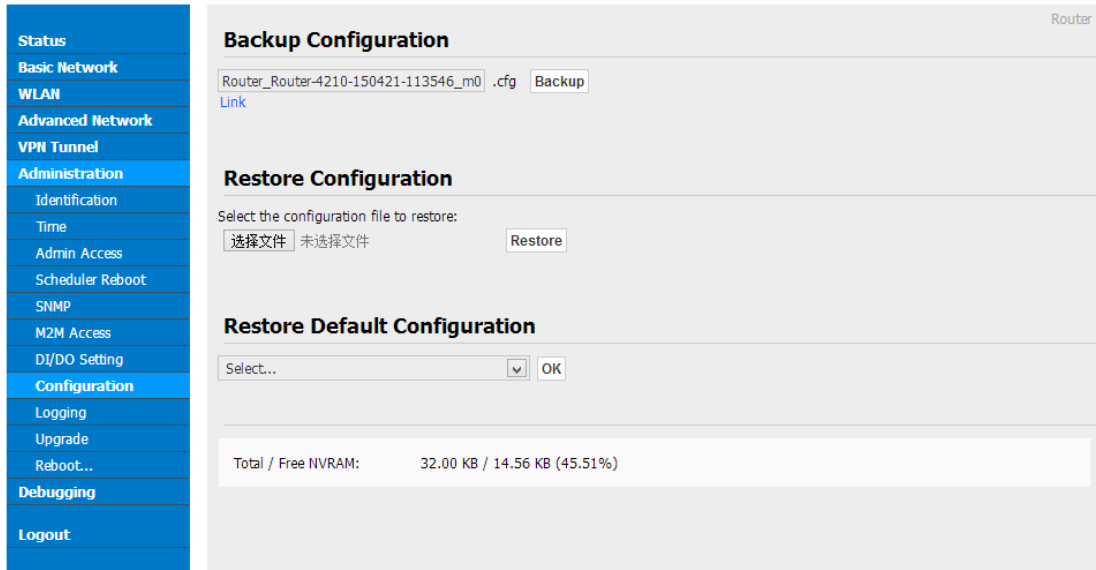 Router
Status
Basic Network
WLAN
Advanced Network
VPN Tunnel
Administration
Identification
Time
Admin Access
Scheduler Reboot
SNMP
M2M Access
DI/DO Setting
Configuration
Logging
Upgrade
Reboot...
Debugging
Logout
Backup Configuration
Router_Router-4210-150421-113546_m0 .cfg Backup
Link
Restore Configuration
Select the configuration file to restore:
选择文件 未选择文件 Restore
Restore Default Configuration
Select... OK
Total / Free NVRAM: 32.00 KB / 14.56 KB (45.51%)